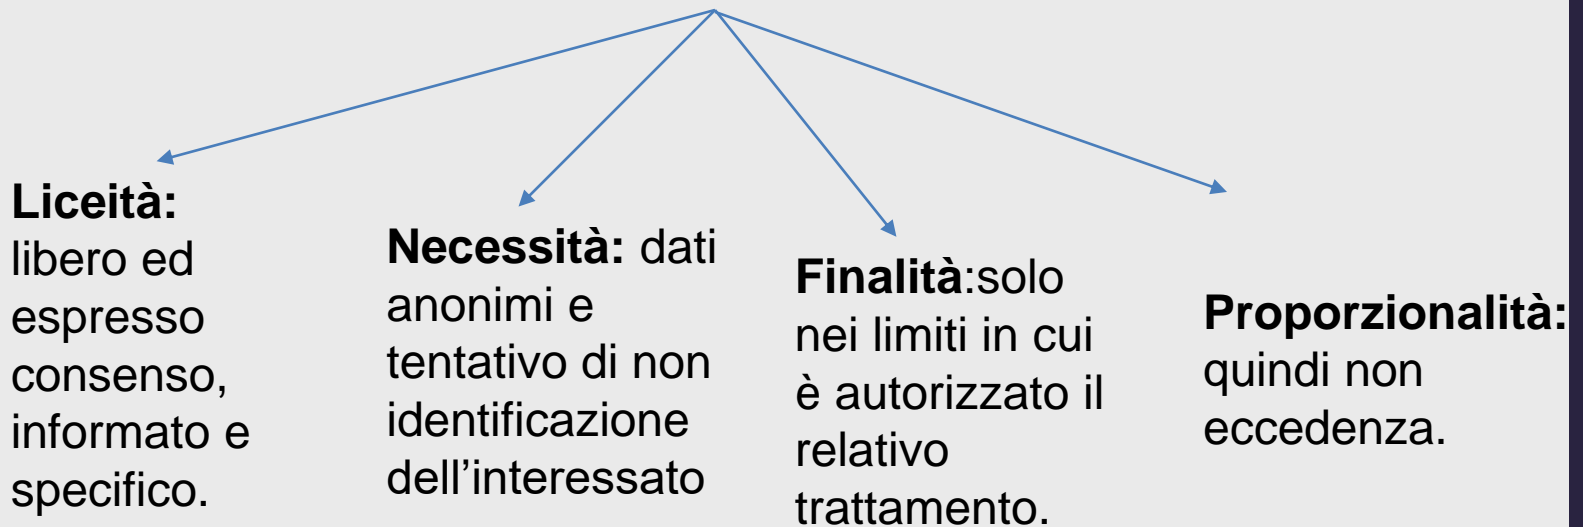 Liceità:
libero ed
espresso
consenso,
informato e
specifico.
Necessità: dati
anonimi e
tentativo di non
identificazione
dell’interessato
Finalità:solo
nei limiti in cui
è autorizzato il
relativo
trattamento.
Proporzionalità:
quindi non
eccedenza.